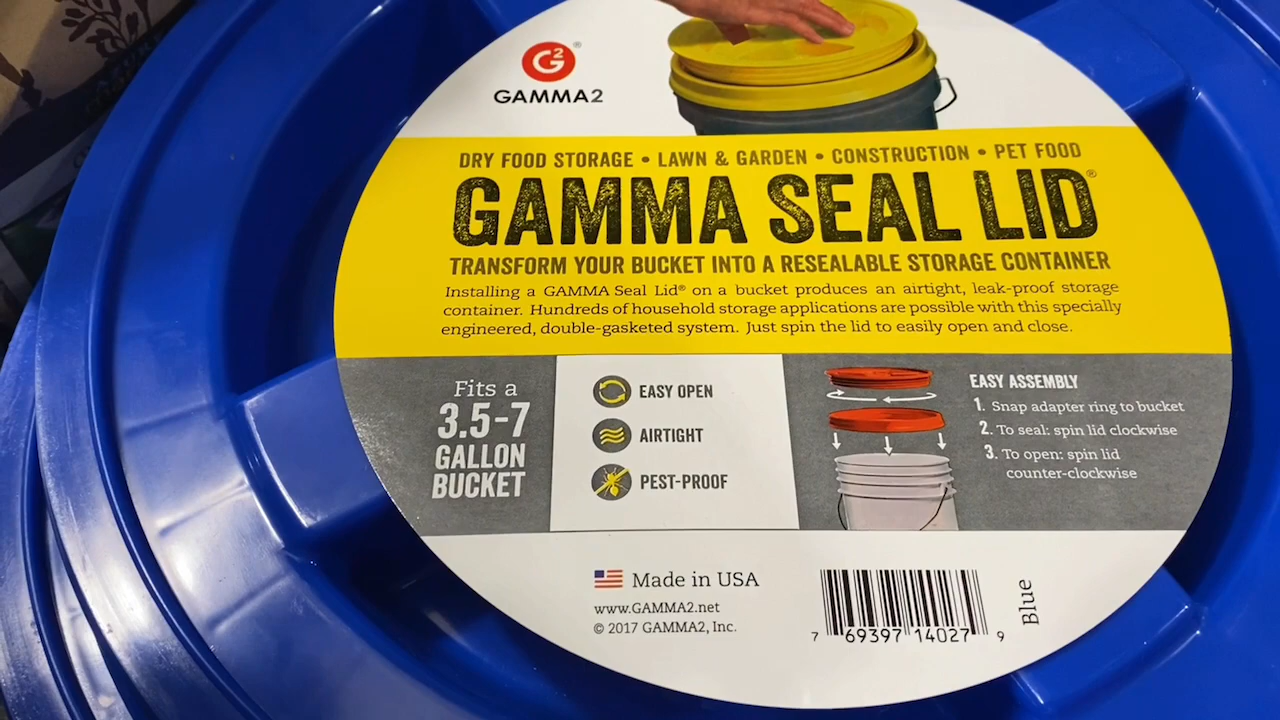 G2®
GAMMA2
DRY FOOD STORAGE • LAWN & GARDEN • CONSTRUCTION • PET FOOD
GAMMA SEAL LID®
TRANSFORM YOUR BUCKET INTO A RESEALABLE STORAGE CONTAINER
Installing a GAMMA Seal Lid® on a bucket produces an airtight, leak-proof storage
container. Hundreds of household storage applications are possible with this specially
engineered, double-gasketed system. Just spin the lid to easily open and close.
Fits a
3.5-7
GALLON
BUCKET
EASY OPEN
AIRTIGHT
PEST-PROOF
EASY ASSEMBLY
1. Snap adapter ring to bucket
2. To seal: spin lid clockwise
3. To open: spin lid
counter-clockwise
Made in USA
www.GAMMA2.net
© 2017 GAMMA2, Inc.
7 69397 14027 9
Blue